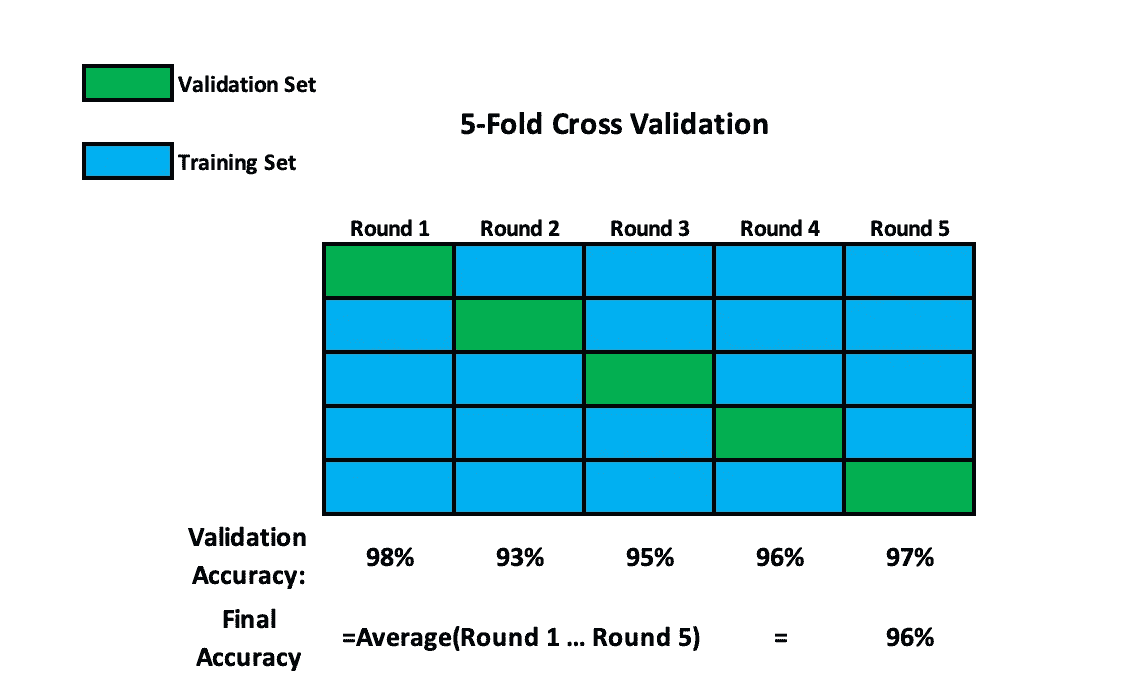 Validation Set
5-Fold Cross Validation
Training Set
Round 1 Round 2 Round 3 Round 4 Round 5
Validation
Accuracy:
98% 93% 95% 96% 97%
Final
Accuracy
=Average(Round 1 ... Round 5) = 96%